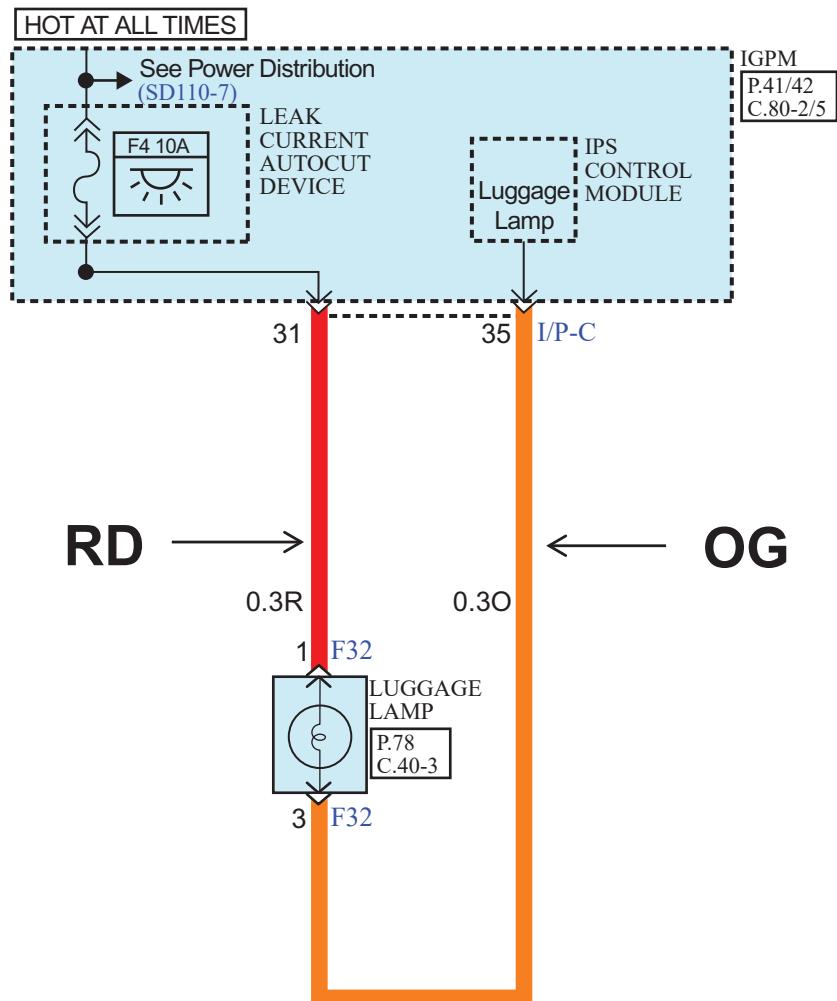 HOT AT ALL TIMES
See Power Distribution
(SD110-7)
LEAK
CURRENT
AUTOCUT
DEVICE
F4 10A
IPS
CONTROL
MODULE
Luggage
Lamp
IGPM
P.41/42
C.80-2/5
31
35
I/P-C
RD
OG
0.3R
0.3O
1
F32
LUGGAGE
LAMP
P.78
C.40-3
3
F32